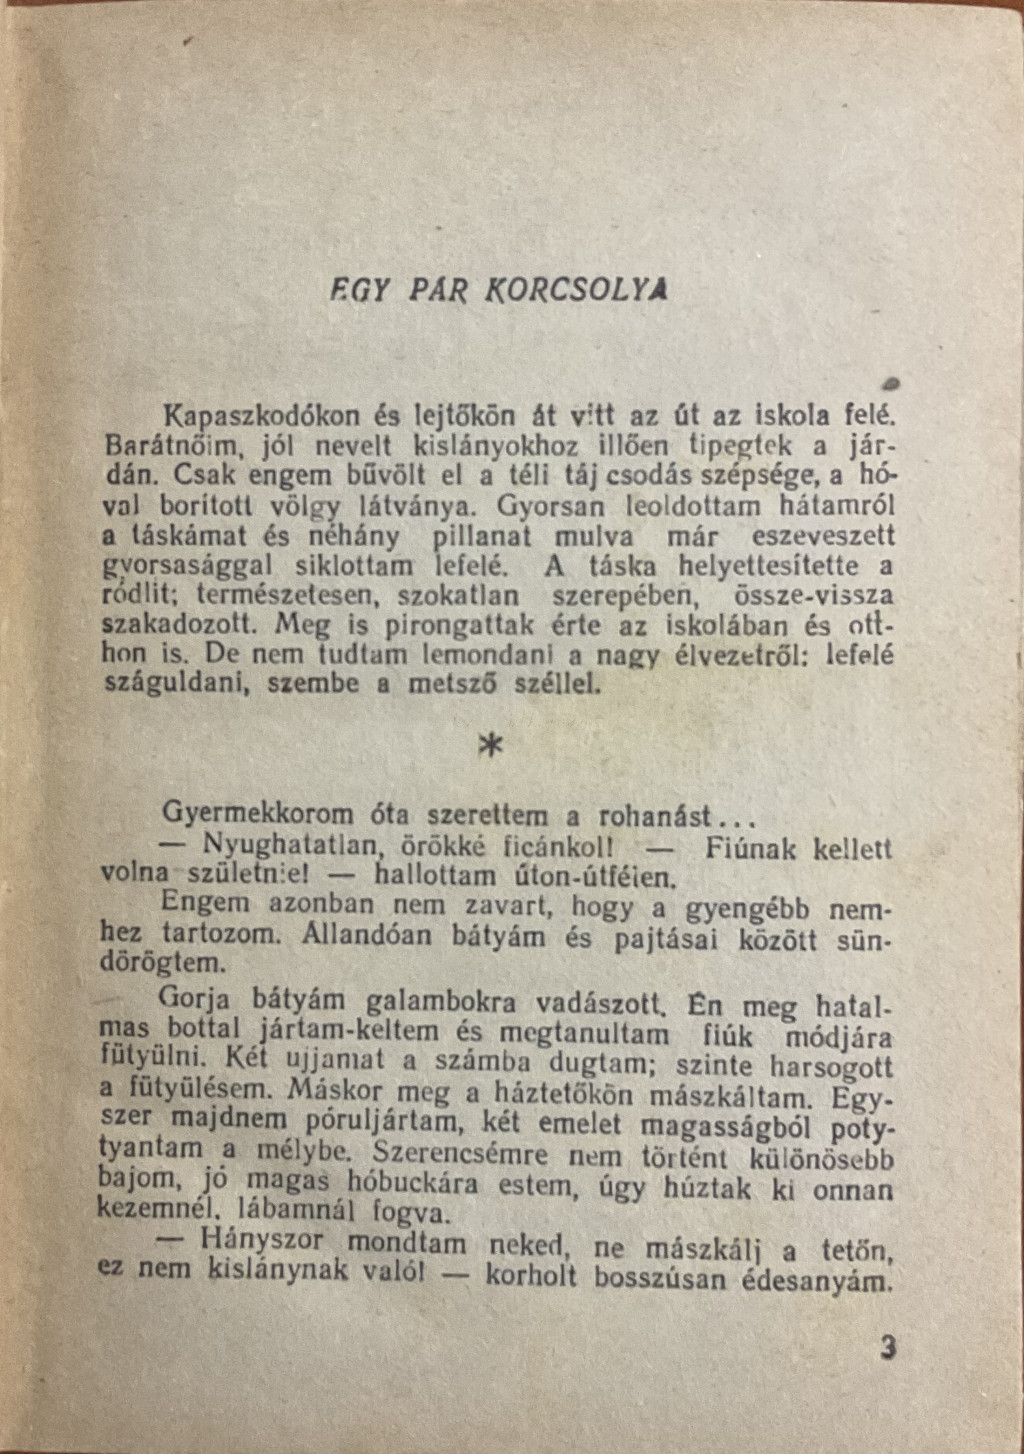 EGY PÁR KORCSOLYA
Kapaszkodókon és lejtőkön át vitt az út az iskola felé.
Barátnőim, jól nevelt kislányokhoz illően tipegtek a jár-
dán. Csak engem bűvölt el a téli táj csodás szépsége, a hó-
val borított völgy látványa. Gyorsan leoldottam hátamról
a táskámat és néhány pillanat mulva már eszeveszett
gyorsasággal siklottam lefelé. A táska helyettesítette a
ródlit; természetesen, szokatlan szerepében, össze-vissza
szakadozott. Meg is pirongattak érte az iskolában és ott-
hon is. De nem tudtam lemondani a nagy élvezetről: lefelé
száguldani, szembe a metsző széllel.
*
Gyermekkorom óta szerettem a rohanást...
— Nyughatatlan, örökké ficánkol! — Fiúnak kellett
volna születnie! — hallottam úton-útfélen.
Engem azonban nem zavart, hogy a gyengébb nem-
hez tartozom. Állandóan bátyám és pajtásai között sün-
dörögtem.
Gorja bátyám galambokra vadászott. Én meg hatal-
mas bottal jártam-keltem és megtanultam fiúk módjára
fütyülni. Két ujjamat a számba dugtam; szinte harsogott
a fütyülésem. Máskor meg a háztetőkön mászkáltam. Egy-
szer majdnem póruljártam, két emelet magasságból poty-
tyantam a mélybe. Szerencsémre nem történt különösebb
bajom, jó magas hóbuckára estem, úgy húztak ki onnan
kezemnél, lábamnál fogva.
— Hányszor mondtam neked, ne mászkálj a tetőn,
ez nem kislánynak való! — korholt bosszúsan édesanyám.
3